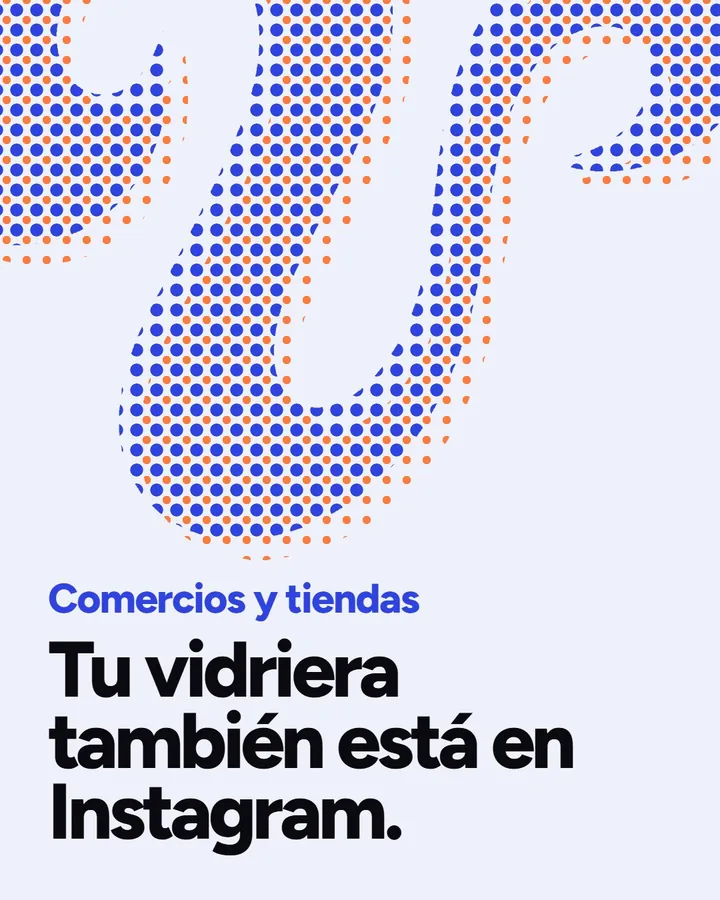 Comercios y tiendas
Tu vidriera
también está en
Instagram.